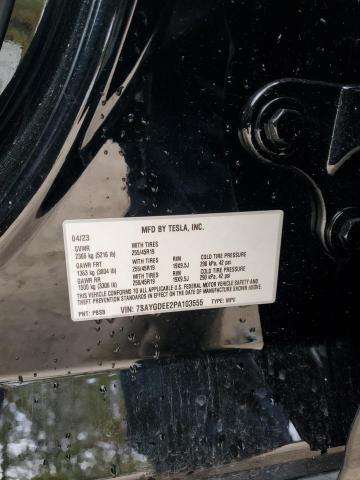 MFD BY TESLA, INC.
04/23
GVWR WITH TIRES
2366 kg (5216 lb) 255/45R19 RIM COLD TIRE PRESSURE
GAWR FRT WITH TIRES 19X9.5J 290 kPa, 42 psi
1363 kg (3004 lb) 255/45R19 RIM COLD TIRE PRESSURE
GAWR RR WITH TIRES 19X9.5J 290 kPa, 42 psi
1500 kg (3306 lb) 255/45R19
THIS VEHICLE CONFORMS TO ALL APPLICABLE U.S. FEDERAL MOTOR VEHICLE SAFETY AND
THEFT PREVENTION STANDARDS IN EFFECT ON THE DATE OF MANUFACTURE SHOWN ABOVE.
PNT: PBSB VIN: 7SAYGDEE2PA103555 TYPE: MPV